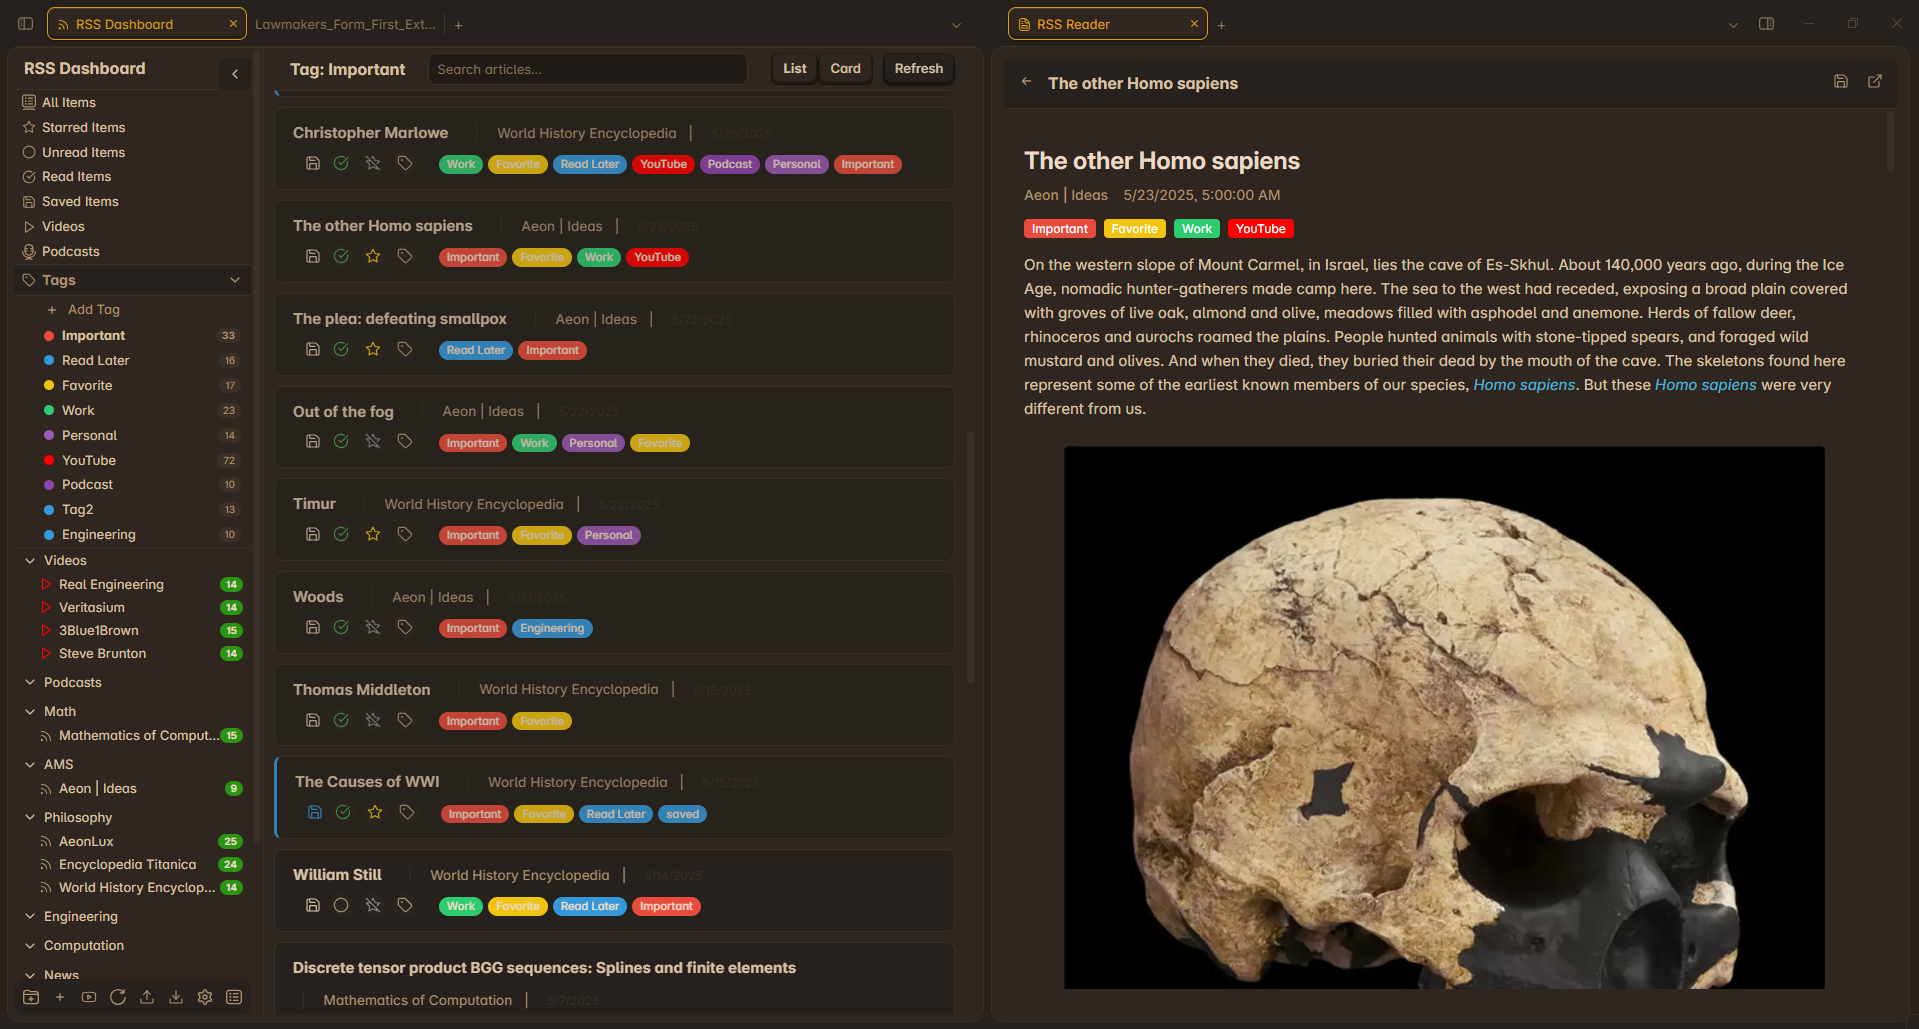 RSS Dashboard
Lawmakers_Form_First_Ext...
RSS Reader
RSS Dashboard
All Items
Starred Items
Unread Items
Read Items
Saved Items
Videos
Podcasts
Tags
Add Tag
Important 33
Read Later 16
Favorite 17
Work 23
Personal 14
YouTube 72
Podcast 10
Tag2 13
Engineering 10
Videos
Real Engineering 14
Veritasium 14
3Blue1Brown 15
Steve Brunton 14
Podcasts
Math
Mathematics of Comput... 15
AMS
Aeon | Ideas 9
Philosophy
AeonLux 25
Encyclopedia Titanica 24
World History Encyclop... 14
Engineering
Computation
News
Tag: Important
Search articles...
List Card Refresh
Christopher Marlowe World History Encyclopedia | 5/26/2025
Work Favorite Read Later YouTube Podcast Personal Important
The other Homo sapiens Aeon | Ideas | 5/23/2025
Important Favorite Work YouTube
The plea: defeating smallpox Aeon | Ideas | 5/22/2025
Read Later Important
Out of the fog Aeon | Ideas | 5/22/2025
Important Work Personal Favorite
Timur World History Encyclopedia | 5/22/2025
Important Favorite Personal
Woods Aeon | Ideas | 5/21/2025
Important Engineering
Thomas Middleton World History Encyclopedia | 5/15/2025
Important Favorite
The Causes of WWI World History Encyclopedia | 5/15/2025
Important Favorite Read Later saved
William Still World History Encyclopedia | 5/14/2025
Work Favorite Read Later Important
Discrete tensor product BGG sequences: Splines and finite elements
Mathematics of Computation | 5/7/2025
The other Homo sapiens
The other Homo sapiens
Aeon | Ideas 5/23/2025, 5:00:00 AM
Important Favorite Work YouTube
On the western slope of Mount Carmel, in Israel, lies the cave of Es-Skhul. About 140,000 years ago, during the Ice
Age, nomadic hunter-gatherers made camp here. The sea to the west had receded, exposing a broad plain covered
with groves of live oak, almond and olive, meadows filled with asphodel and anemone. Herds of fallow deer,
rhinoceros and aurochs roamed the plains. People hunted animals with stone-tipped spears, and foraged wild
mustard and olives. And when they died, they buried their dead by the mouth of the cave. The skeletons found here
represent some of the earliest known members of our species, Homo sapiens. But these Homo sapiens were very
different from us.